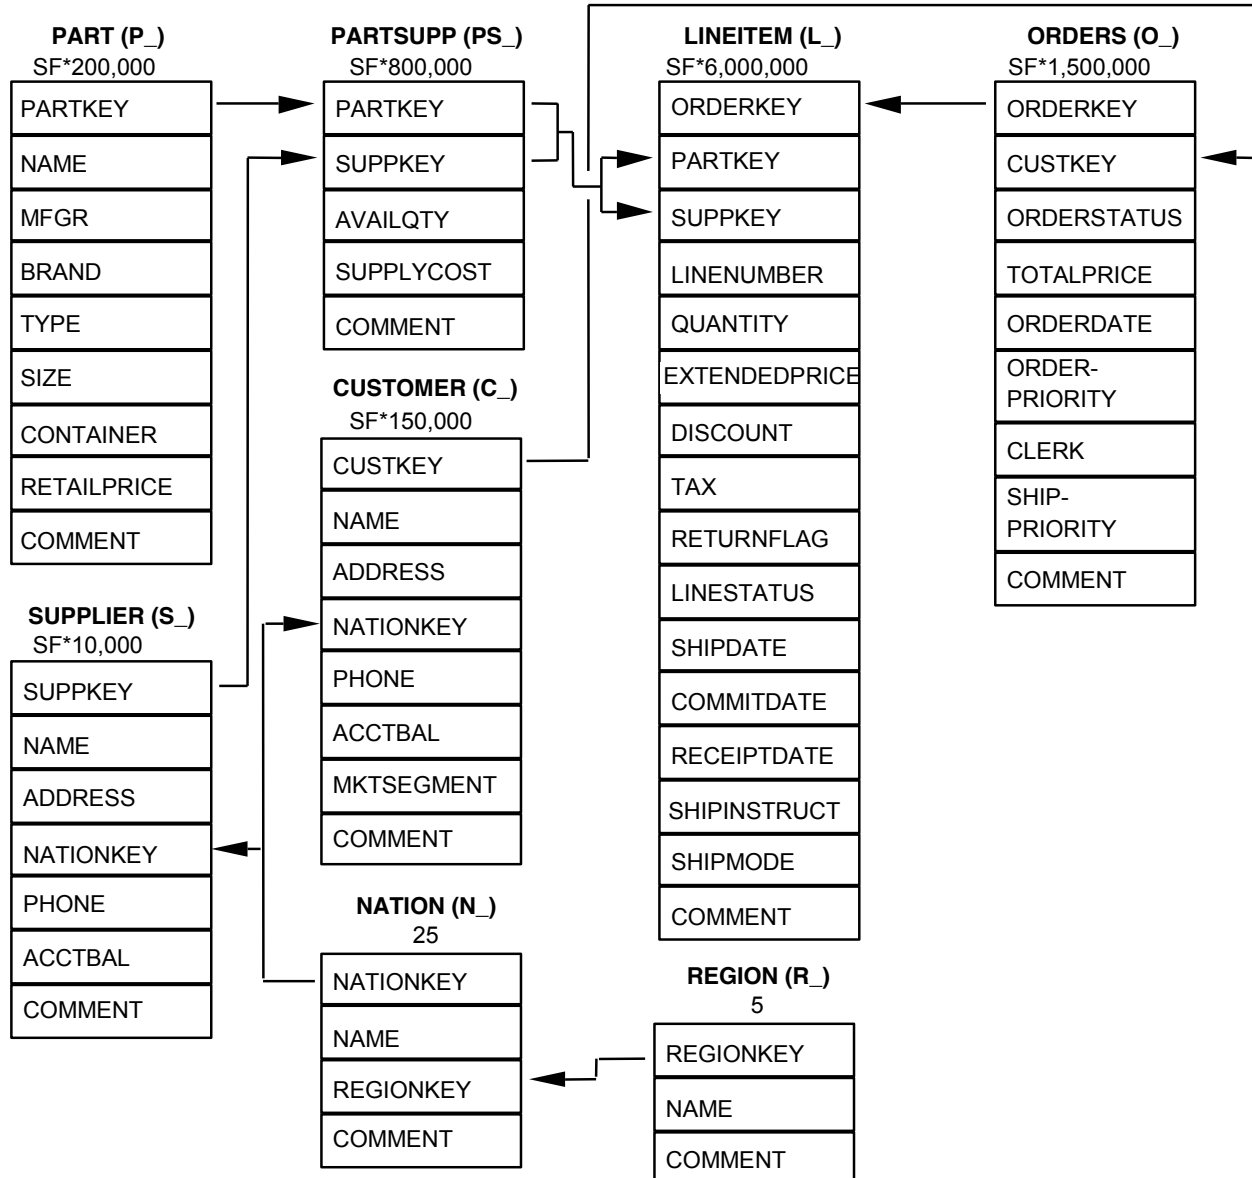 PART (P_)
SF*200,000
PARTKEY
NAME
MFGR
BRAND
TYPE
SIZE
CONTAINER
RETAILPRICE
COMMENT
SUPPLIER (S_)
SF*10,000
SUPPKEY
NAME
ADDRESS
NATIONKEY
PHONE
ACCTBAL
COMMENT
PARTSUPP (PS_)
SF*800,000
PARTKEY
SUPPKEY
AVAILQTY
SUPPLYCOST
COMMENT
CUSTOMER (C_)
SF*150,000
CUSTKEY
NAME
ADDRESS
NATIONKEY
PHONE
ACCTBAL
MKTSEGMENT
COMMENT
NATION (N_)
25
NATIONKEY
NAME
REGIONKEY
COMMENT
LINEITEM (L_)
SF*6,000,000
ORDERKEY
PARTKEY
SUPPKEY
LINENUMBER
QUANTITY
EXTENDEDPRICE
DISCOUNT
TAX
RETURNFLAG
LINESTATUS
SHIPDATE
COMMITDATE
RECEIPTDATE
SHIPINSTRUCT
SHIPMODE
COMMENT
REGION (R_)
5
REGIONKEY
NAME
COMMENT
ORDERS (O_)
SF*1,500,000
ORDERKEY
CUSTKEY
ORDERSTATUS
TOTALPRICE
ORDERDATE
ORDER-
PRIORITY
CLERK
SHIP-
PRIORITY
COMMENT